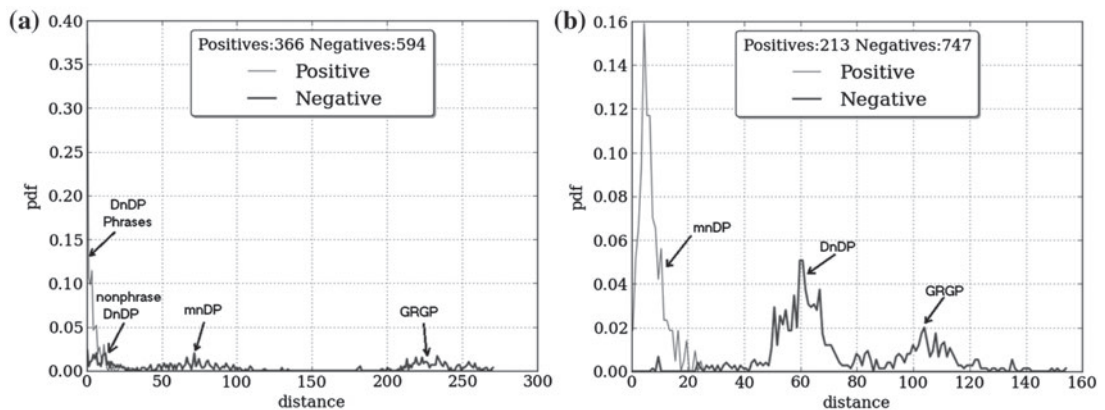 (a)
0.40
0.35
0.30
0.25
0.20
0.15
0.10
0.05
0.00
pdf
Positives:366 Negatives:594
Positive
Negative
DnDP
Phrases
nonphrase
DnDP
mnDP
GRGP
0 50 100 150 200 250 300
distance
(b)
0.16
0.14
0.12
0.10
0.08
0.06
0.04
0.02
0.00
pdf
Positives:213 Negatives:747
Positive
Negative
mnDP
DnDP
GRGP
0 20 40 60 80 100 120 140 160
distance